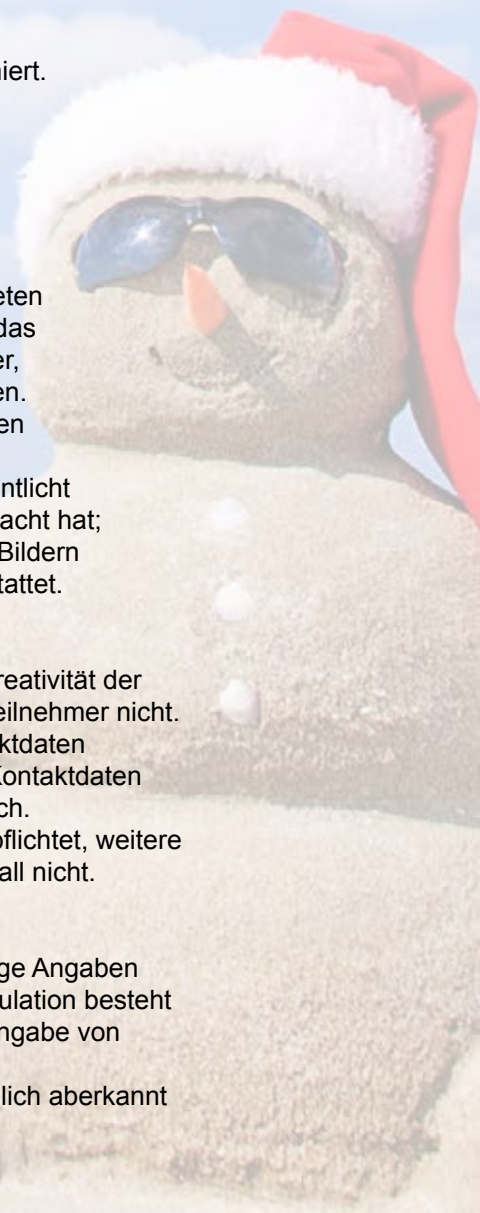 niert.
eten
das
er,
en.
en
ntlicht
acht hat;
Bildern
tattet.
reativität der
eilnehmer nicht.
ktdaten
Kontaktdaten
ch.
pflichtet, weitere
all nicht.
ge Angaben
ulation besteht
ngabe von
lich aberkannt